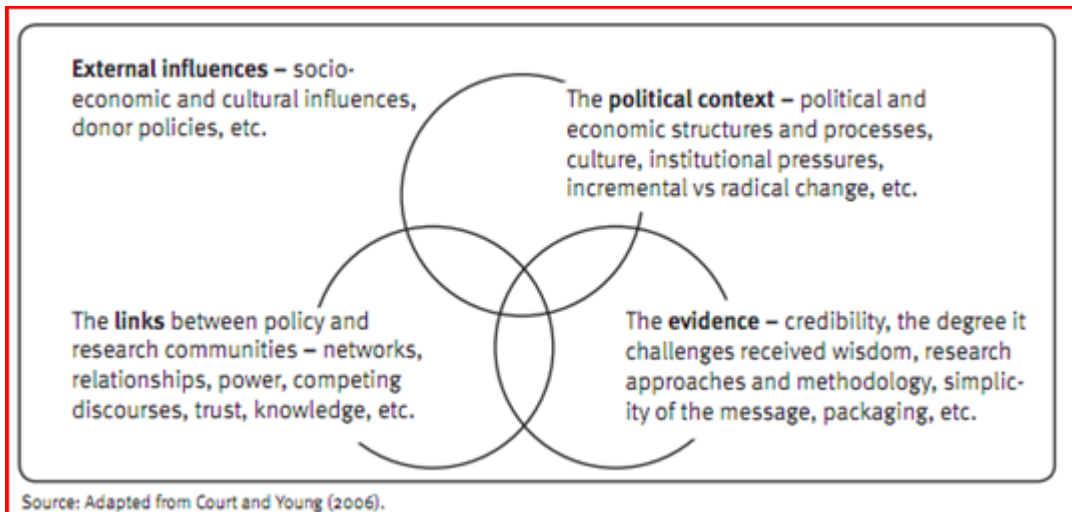 External influences – socio-
economic and cultural influences,
donor policies, etc.
The political context – political and
economic structures and processes,
culture, institutional pressures,
incremental vs radical change, etc.
The links between policy and
research communities – networks,
relationships, power, competing
discourses, trust, knowledge, etc.
The evidence – credibility, the degree it
challenges received wisdom, research
approaches and methodology, simplic-
ity of the message, packaging, etc.
Source: Adapted from Court and Young (2006).